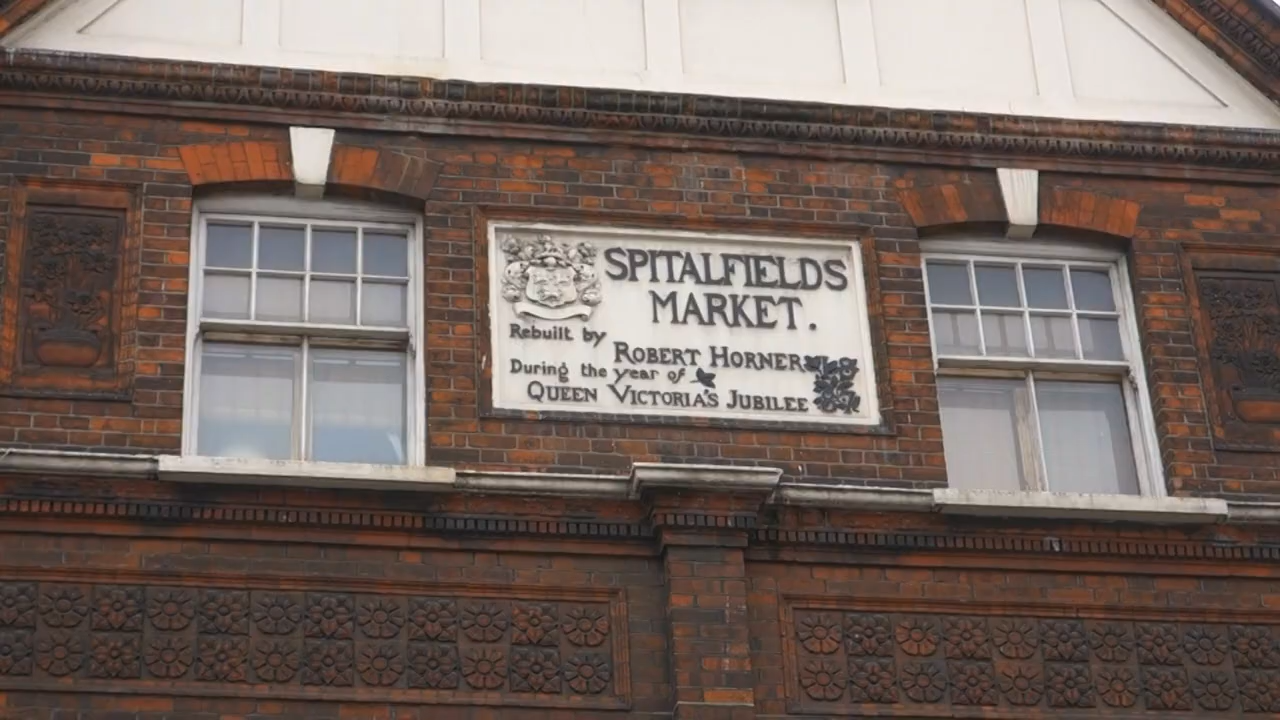 SPITALFIELDS
MARKET.
Rebuilt by
ROBERT HORNER
During the year of
QUEEN VICTORIA'S JUBILEE